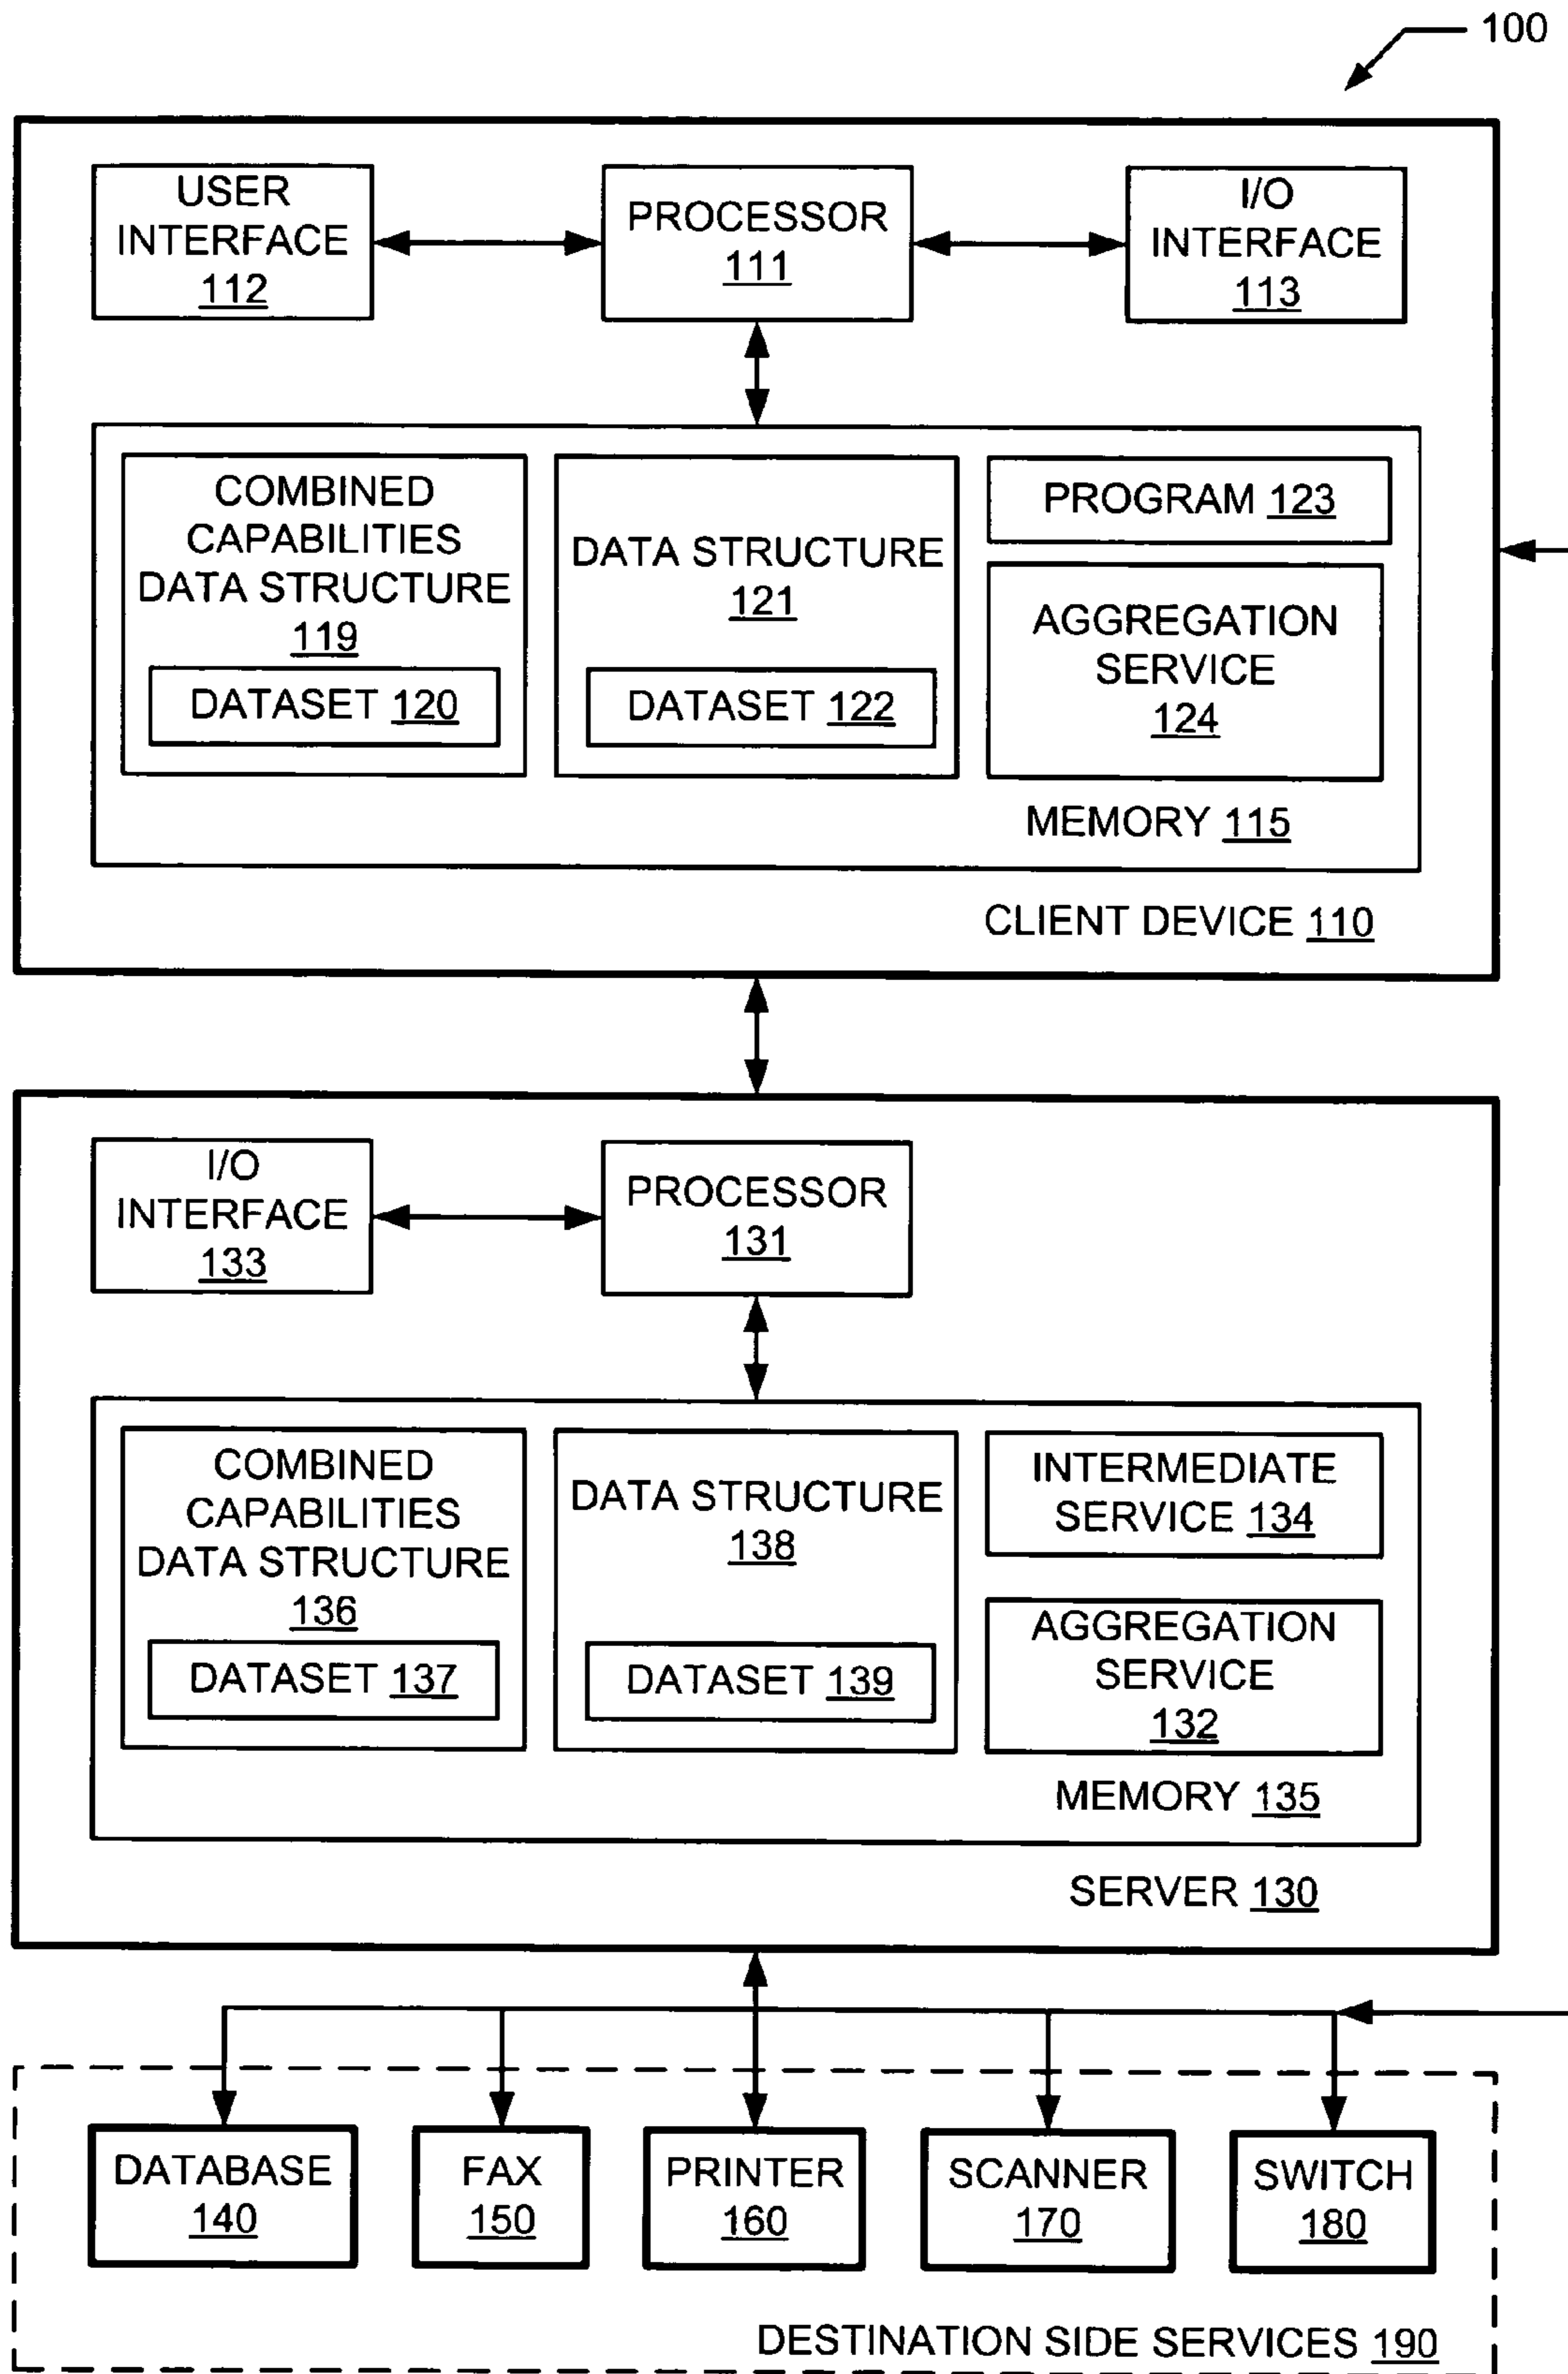 100
USER
INTERFACE
112
PROCESSOR
111
I/O
INTERFACE
113
COMBINED
CAPABILITIES
DATA STRUCTURE
119
DATASET 120
DATA STRUCTURE
121
DATASET 122
PROGRAM 123
AGGREGATION
SERVICE
124
MEMORY 115
CLIENT DEVICE 110
I/O
INTERFACE
133
PROCESSOR
131
COMBINED
CAPABILITIES
DATA STRUCTURE
136
DATASET 137
DATA STRUCTURE
138
DATASET 139
INTERMEDIATE
SERVICE 134
AGGREGATION
SERVICE
132
MEMORY 135
SERVER 130
DATABASE
140
FAX
150
PRINTER
160
SCANNER
170
SWITCH
180
DESTINATION SIDE SERVICES 190